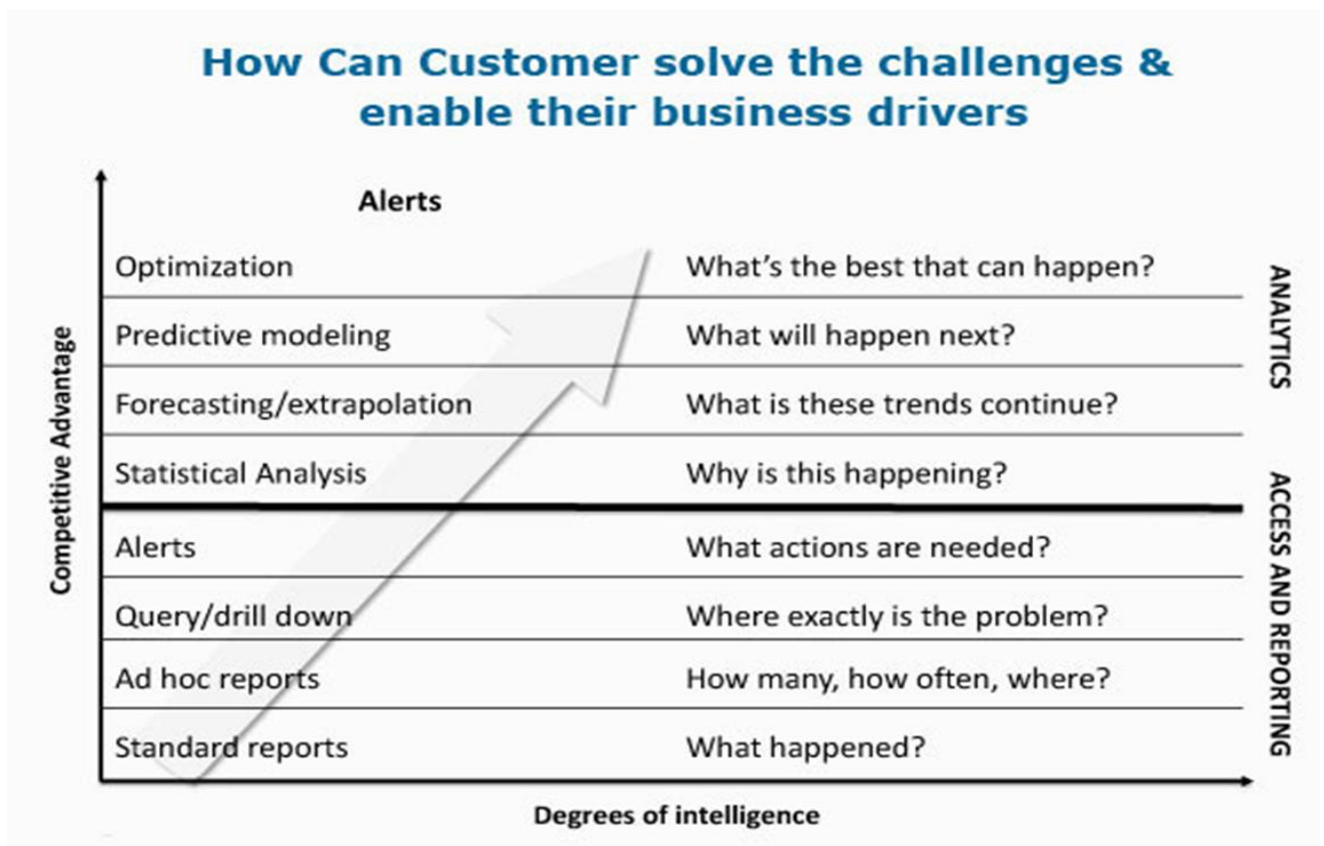 How Can Customer solve the challenges &
enable their business drivers
Alerts
Optimization What's the best that can happen?
Predictive modeling What will happen next?
Forecasting/extrapolation What is these trends continue?
Statistical Analysis Why is this happening?
Alerts What actions are needed?
Query/drill down Where exactly is the problem?
Ad hoc reports How many, how often, where?
Standard reports What happened?
Competitive Advantage
Degrees of intelligence
ANALYTICS
ACCESS AND REPORTING